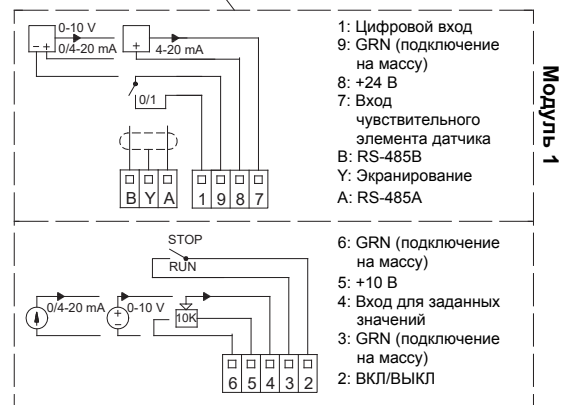 0-10 V
0/4-20 mA
4-20 mA
0/1
B Y A 1 9 8 7
1: Цифровой вход
9: GRN (подключение
на массу)
8: +24 В
7: Вход
чувствительного
элемента датчика
B: RS-485B
Y: Экранирование
A: RS-485A
Модуль 1
STOP
RUN
0/4-20 mA
0-10 V
10K
6 5 4 3 2
6: GRN (подключение
на массу)
5: +10 В
4: Вход для заданных
значений
3: GRN (подключение
на массу)
2: ВКЛ/ВЫКЛ